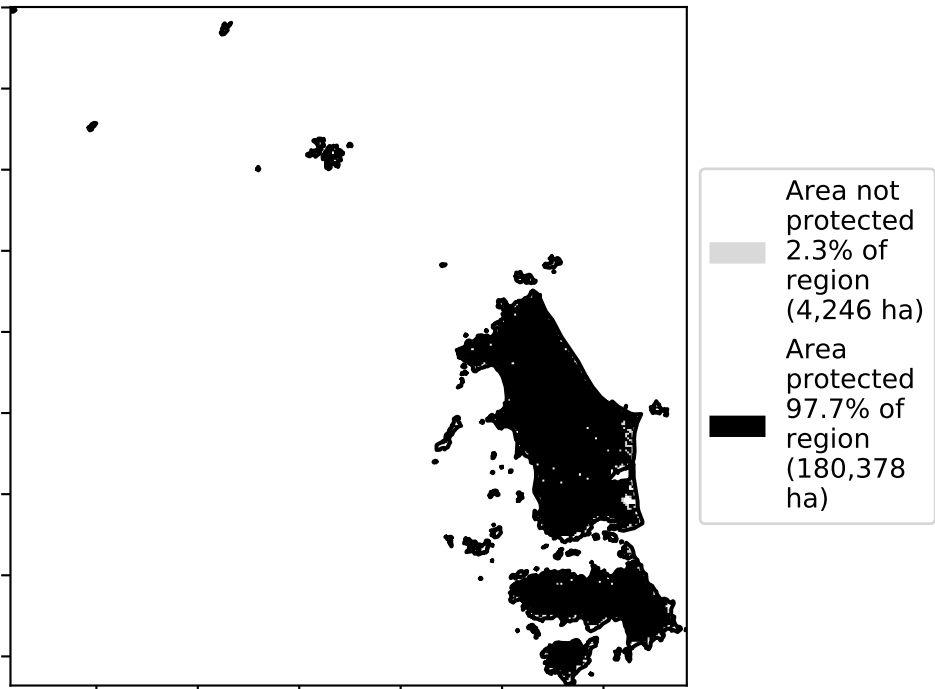 Area not
protected
2.3% of
region
(4,246 ha)
Area
protected
97.7% of
region
(180,378
ha)